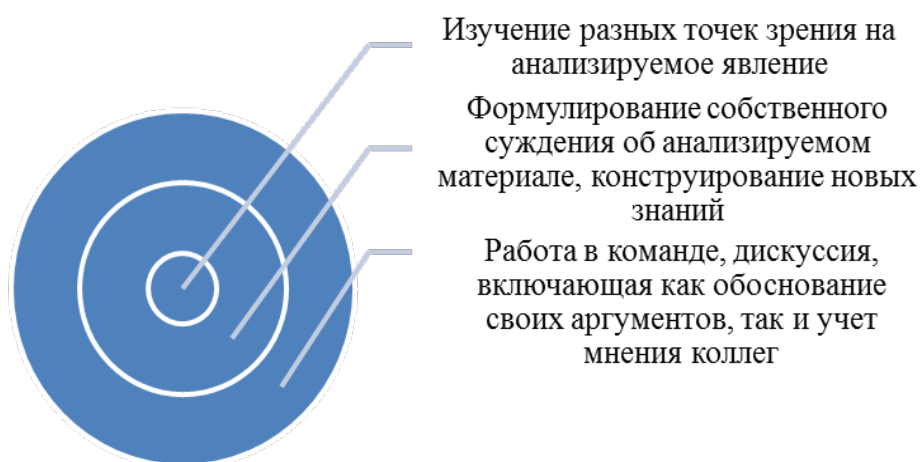 Изучение разных точек зрения на
анализируемое явление
Формулирование собственного
суждения об анализируемом
материале, конструирование новых
знаний
Работа в команде, дискуссия,
включающая как обоснование
своих аргументов, так и учет
мнения коллег